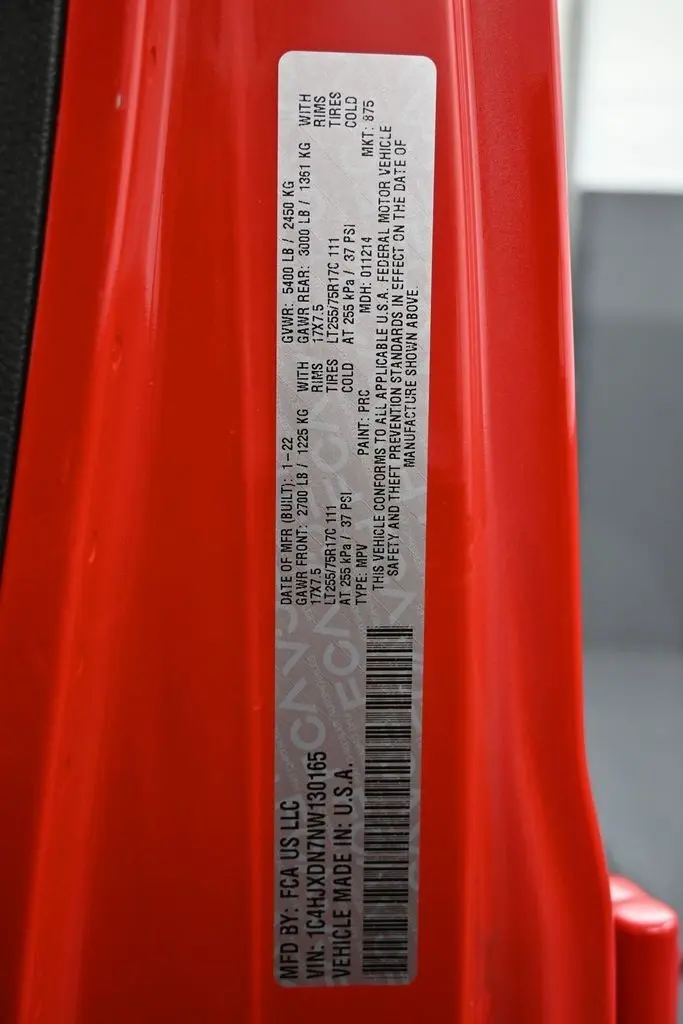 MFD BY: FCA US LLC
VIN: 1C4HJXDN7NW130165
VEHICLE MADE IN: U.S.A.
DATE OF MFR (BUILT): 1-22 GVWR: 5400 LB / 2450 KG
GAWR FRONT: 2700 LB / 1225 KG WITH GAWR REAR: 3000 LB / 1361 KG WITH
17X7.5 RIMS 17X7.5 RIMS
LT255/75R17C 111 TIRES LT255/75R17C 111 TIRES
AT 255 kPa / 37 PSI COLD AT 255 kPa / 37 PSI COLD
TYPE: MPV PAINT: PRC MDH: 011214 MKT: 875
THIS VEHICLE CONFORMS TO ALL APPLICABLE U.S.A. FEDERAL MOTOR VEHICLE
SAFETY AND THEFT PREVENTION STANDARDS IN EFFECT ON THE DATE OF
MANUFACTURE SHOWN ABOVE.